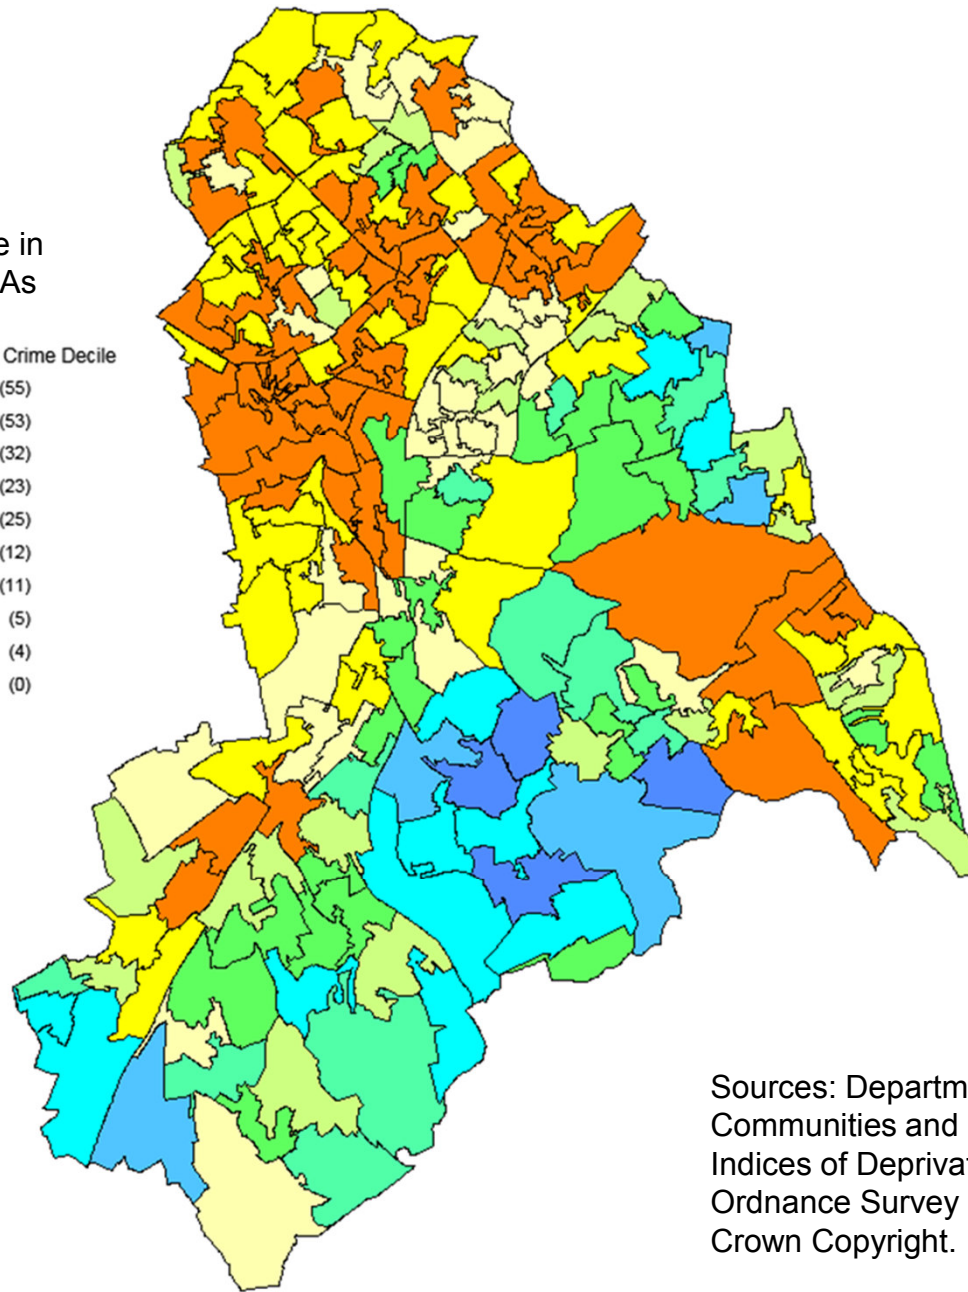 e in
As
Crime Decile
(55)
(53)
(32)
(23)
(25)
(12)
(11)
(5)
(4)
(0)
Sources: Departm
Communities and
Indices of Depriva
Ordnance Survey
Crown Copyright.